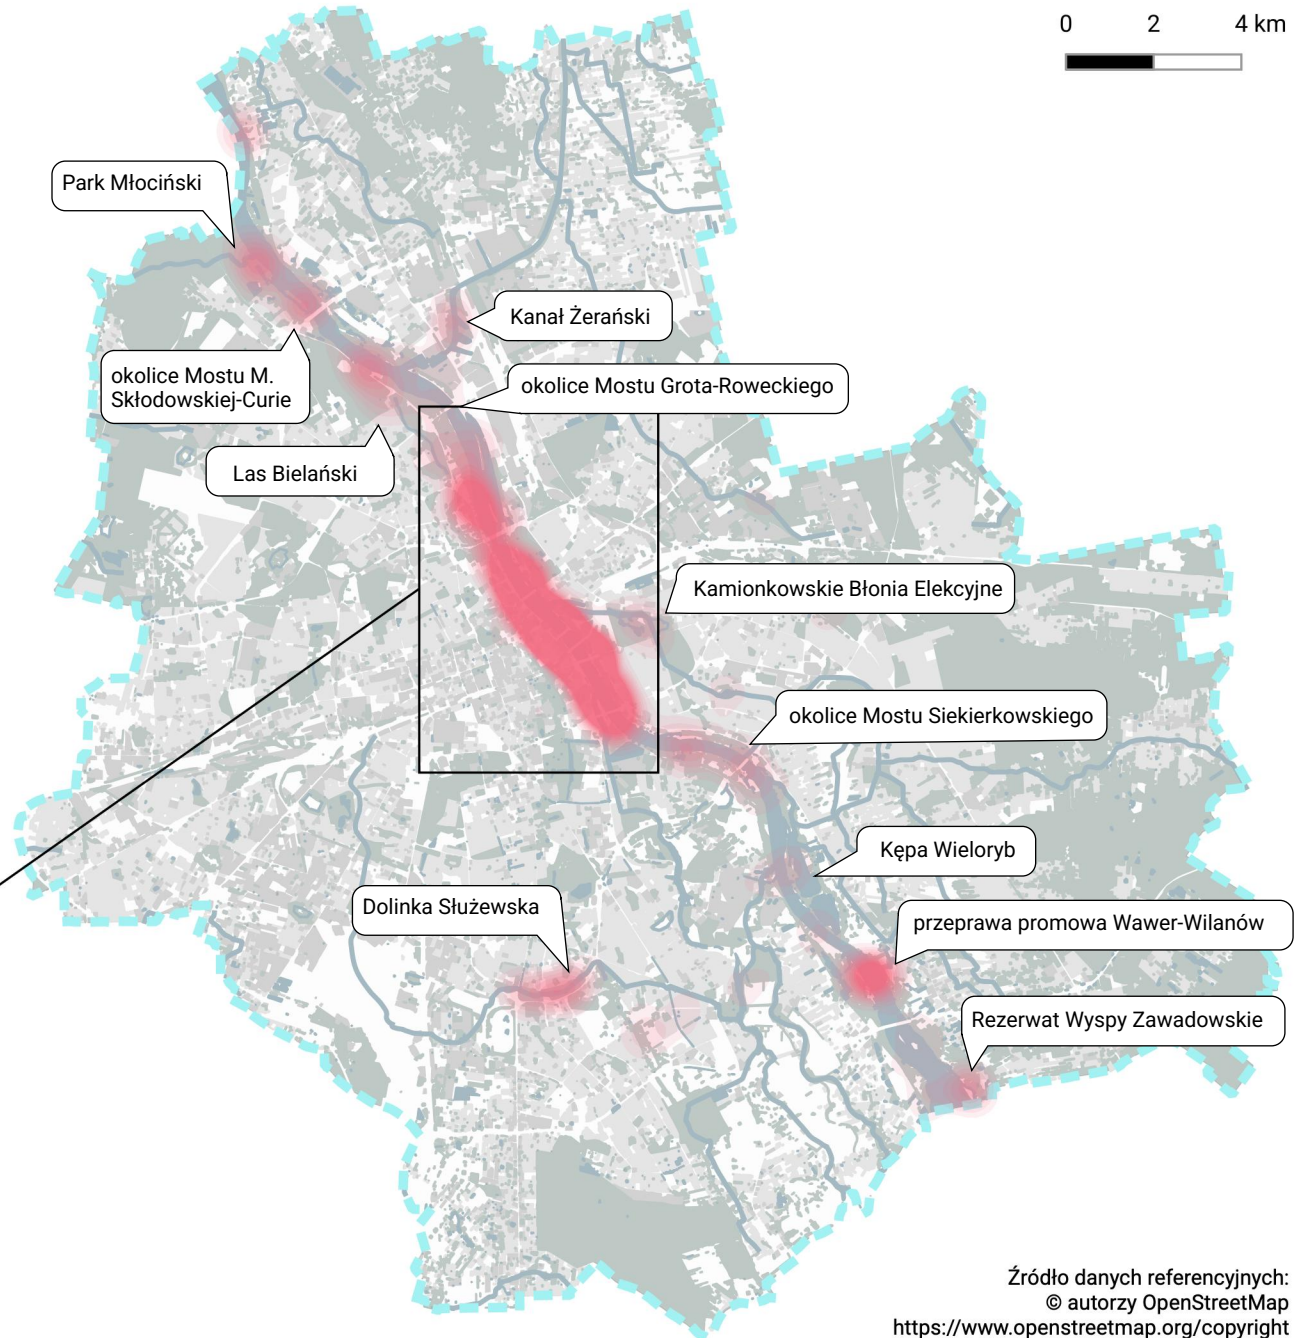 0 2 4 km
Park Młociński
Kanał Żerański
okolice Mostu M.
Skłodowskiej-Curie
okolice Mostu Grota-Roweckiego
Las Bielański
Kamionkowskie Błonia Elekcyjne
okolice Mostu Siekierkowskiego
Kępa Wieloryb
Dolinka Służewska
przeprawa promowa Wawer-Wilanów
Rezerwat Wyspy Zawadowskie
Źródło danych referencyjnych:
© autorzy OpenStreetMap
https://www.openstreetmap.org/copyright